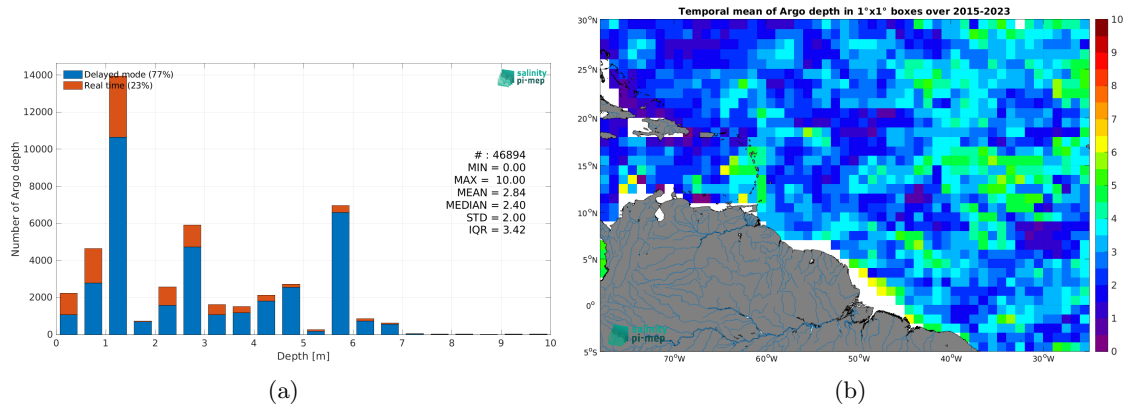 14000
12000
10000
8000
6000
4000
2000
0
Number of Argo depth
Delayed mode (77%)
Real time (23%)
salinity
pi-mep
# : 46894
MIN = 0.00
MAX = 10.00
MEAN = 2.84
MEDIAN = 2.40
STD = 2.00
IQR = 3.42
0 1 2 3 4 5 6 7 8 9 10
Depth [m]
(a)
Temporal mean of Argo depth in 1°x1° boxes over 2015-2023
30°N
25°N
20°N
15°N
10°N
5°N
0°
5°S
70°W 60°W 50°W 40°W 30°W
salinity
pi-mep
10
9
8
7
6
5
4
3
2
1
0
(b)